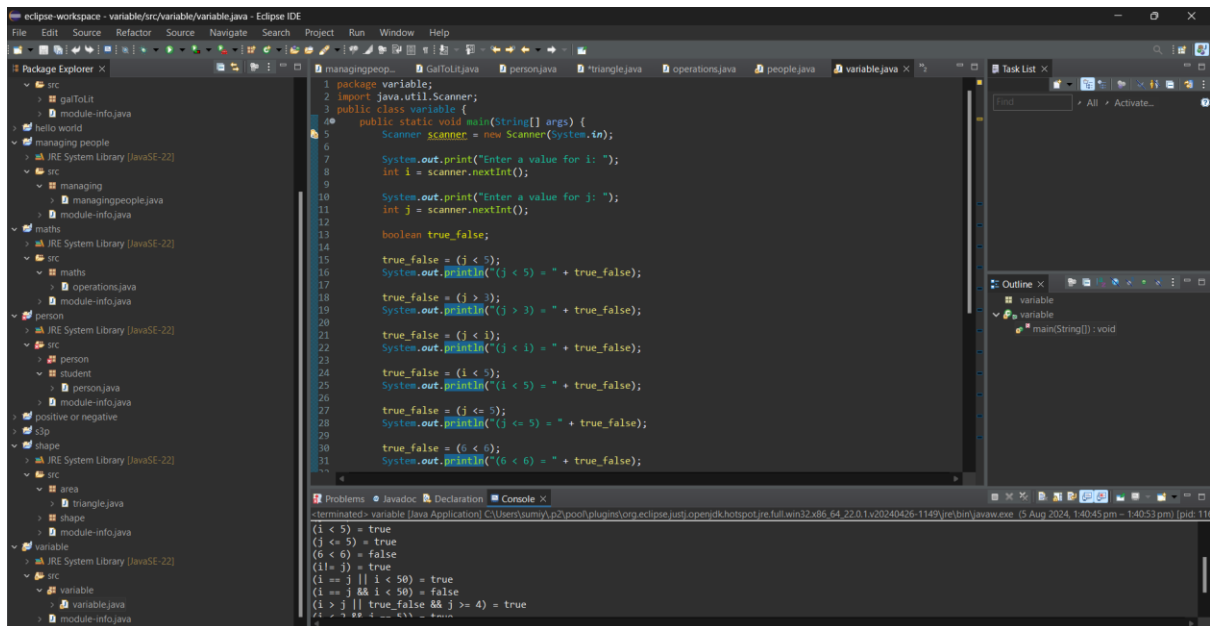 eclipse-workspace - variable/src/variable/variable.java - Eclipse IDE
File Edit Source Refactor Source Navigate Search Project Run Window Help
Package Explorer
src
galToLit
module-info.java
hello world
managing people
JRE System Library [JavaSE-22]
src
managing
managingpeople.java
module-info.java
maths
JRE System Library [JavaSE-22]
src
maths
operations.java
module-info.java
person
JRE System Library [JavaSE-22]
src
person
student
person.java
module-info.java
positive or negative
s3p
shape
JRE System Library [JavaSE-22]
src
area
triangle.java
shape
module-info.java
variable
JRE System Library [JavaSE-22]
src
variable
variable.java
module-info.java
managingpeop... GalToLit.java person.java *triangle.java operations.java people.java variable.java
1 package variable;
2 import java.util.Scanner;
3 public class variable {
4 public static void main(String[] args) {
5 Scanner scanner = new Scanner(System.in);
6
7 System.out.print("Enter a value for i: ");
8 int i = scanner.nextInt();
9
10 System.out.print("Enter a value for j: ");
11 int j = scanner.nextInt();
12
13 boolean true_false;
14
15 true_false = (j < 5);
16 System.out.println("(j < 5) = " + true_false);
17
18 true_false = (j > 3);
19 System.out.println("(j > 3) = " + true_false);
20
21 true_false = (j < i);
22 System.out.println("(j < i) = " + true_false);
23
24 true_false = (i < 5);
25 System.out.println("(i < 5) = " + true_false);
26
27 true_false = (j <= 5);
28 System.out.println("(j <= 5) = " + true_false);
29
30 true_false = (6 < 6);
31 System.out.println("(6 < 6) = " + true_false);
Task List
Find All Activate...
Outline
variable
variable
main(String[]) : void
Problems Javadoc Declaration Console
<terminated> variable [Java Application] C:\Users\sumiy\.p2\pool\plugins\org.eclipse.justj.openjdk.hotspot.jre.full.win32.x86_64_22.0.1.v20240426-1149\jre\bin\javaw.exe (5 Aug 2024, 1:40:45 pm – 1:40:53 pm) [pid: 116
(i < 5) = true
(j <= 5) = true
(6 < 6) = false
(i!= j) = true
(i == j || i < 50) = true
(i == j && i < 50) = false
(i > j || true_false && j >= 4) = true